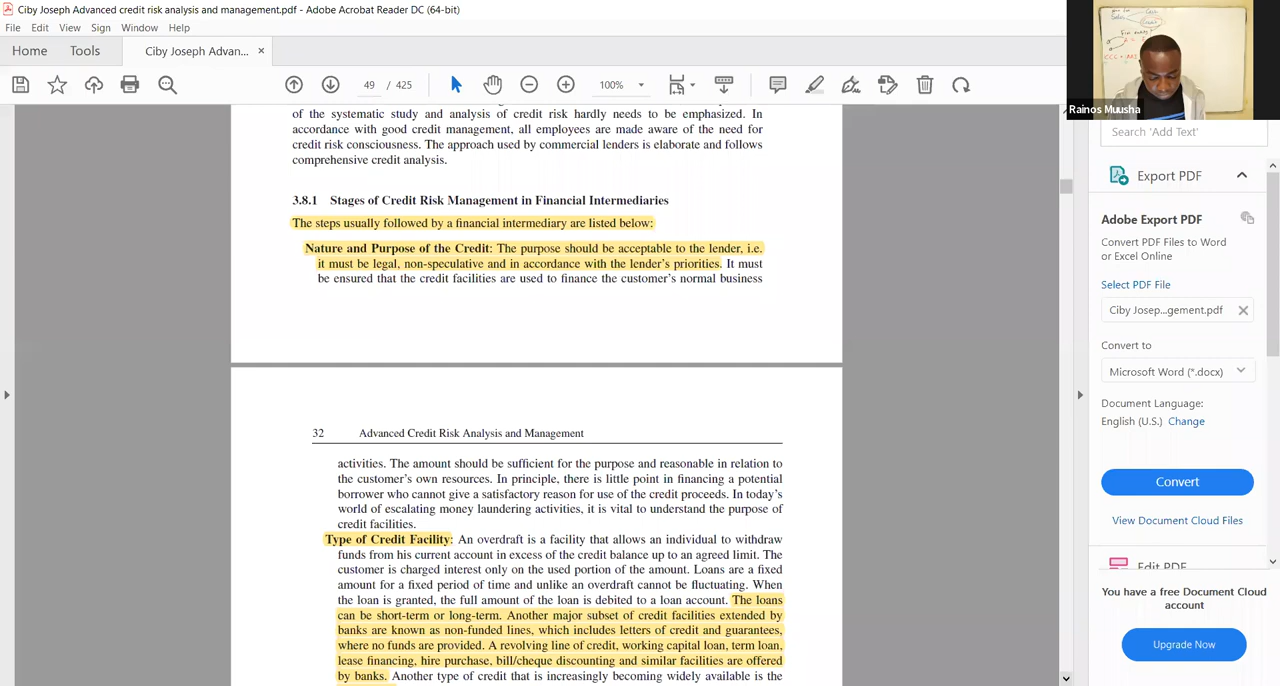 Ciby Joseph Advanced credit risk analysis and management.pdf - Adobe Acrobat Reader DC (64-bit)
File Edit View Sign Window Help
Home Tools Ciby Joseph Advan... ×
49 / 425 100%
Rainos Muusha
of the systematic study and analysis of credit risk hardly needs to be emphasized. In
accordance with good credit management, all employees are made aware of the need for
credit risk consciousness. The approach used by commercial lenders is elaborate and follows
comprehensive credit analysis.
3.8.1 Stages of Credit Risk Management in Financial Intermediaries
The steps usually followed by a financial intermediary are listed below:
Nature and Purpose of the Credit: The purpose should be acceptable to the lender, i.e.
it must be legal, non-speculative and in accordance with the lender's priorities. It must
be ensured that the credit facilities are used to finance the customer's normal business
32 Advanced Credit Risk Analysis and Management
activities. The amount should be sufficient for the purpose and reasonable in relation to
the customer's own resources. In principle, there is little point in financing a potential
borrower who cannot give a satisfactory reason for use of the credit proceeds. In today's
world of escalating money laundering activities, it is vital to understand the purpose of
credit facilities.
Type of Credit Facility: An overdraft is a facility that allows an individual to withdraw
funds from his current account in excess of the credit balance up to an agreed limit. The
customer is charged interest only on the used portion of the amount. Loans are a fixed
amount for a fixed period of time and unlike an overdraft cannot be fluctuating. When
the loan is granted, the full amount of the loan is debited to a loan account. The loans
can be short-term or long-term. Another major subset of credit facilities extended by
banks are known as non-funded lines, which includes letters of credit and guarantees,
where no funds are provided. A revolving line of credit, working capital loan, term loan,
lease financing, hire purchase, bill/cheque discounting and similar facilities are offered
by banks. Another type of credit that is increasingly becoming widely available is the
Search 'Add Text'
Export PDF
Adobe Export PDF
Convert PDF Files to Word
or Excel Online
Select PDF File
Ciby Josep...gement.pdf
Convert to
Microsoft Word (*.docx)
Document Language:
English (U.S.) Change
Convert
View Document Cloud Files
Edit PDF
You have a free Document Cloud
account
Upgrade Now